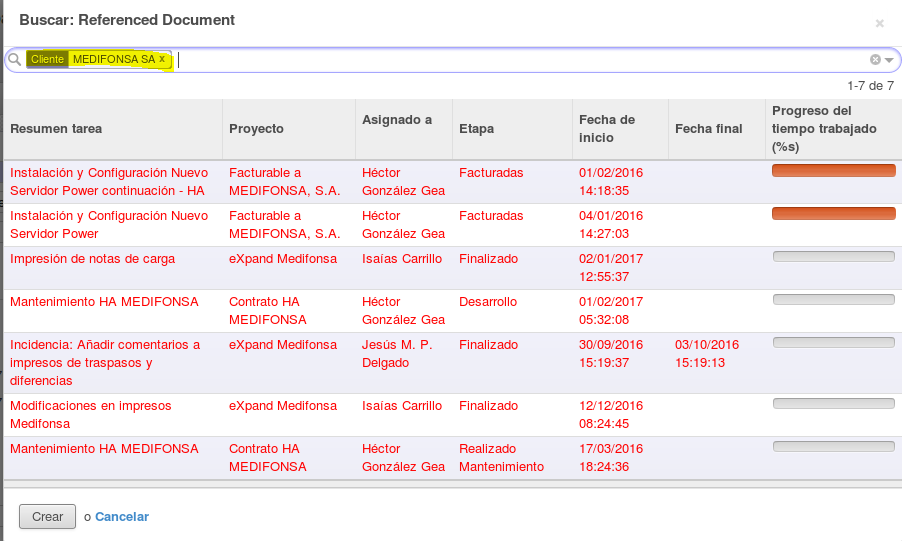 Buscar: Referenced Document
×
Cliente MEDIFONSA SA x
1-7 de 7
Resumen tarea Proyecto Asignado a Etapa Fecha de inicio Fecha final Progreso del tiempo trabajado (%s)
Instalación y Configuración Nuevo Facturable a Héctor Facturadas 01/02/2016
Servidor Power continuación - HA MEDIFONSA, S.A. González Gea 14:18:35
Instalación y Configuración Nuevo Facturable a Héctor Facturadas 04/01/2016
Servidor Power MEDIFONSA, S.A. González Gea 14:27:03
Impresión de notas de carga eXpand Medifonsa Isaías Carrillo Finalizado 02/01/2017
12:55:37
Mantenimiento HA MEDIFONSA Contrato HA Héctor Desarrollo 01/02/2017
MEDIFONSA González Gea 05:32:08
Incidencia: Añadir comentarios a eXpand Medifonsa Jesús M. P. Finalizado 30/09/2016 03/10/2016
impresos de traspasos y Delgado 15:19:37 15:19:13
diferencias
Modificaciones en impresos eXpand Medifonsa Isaías Carrillo Finalizado 12/12/2016
Medifonsa 08:24:45
Mantenimiento HA MEDIFONSA Contrato HA Héctor Realizado 17/03/2016
MEDIFONSA González Gea Mantenimiento 18:24:36
Crear o Cancelar